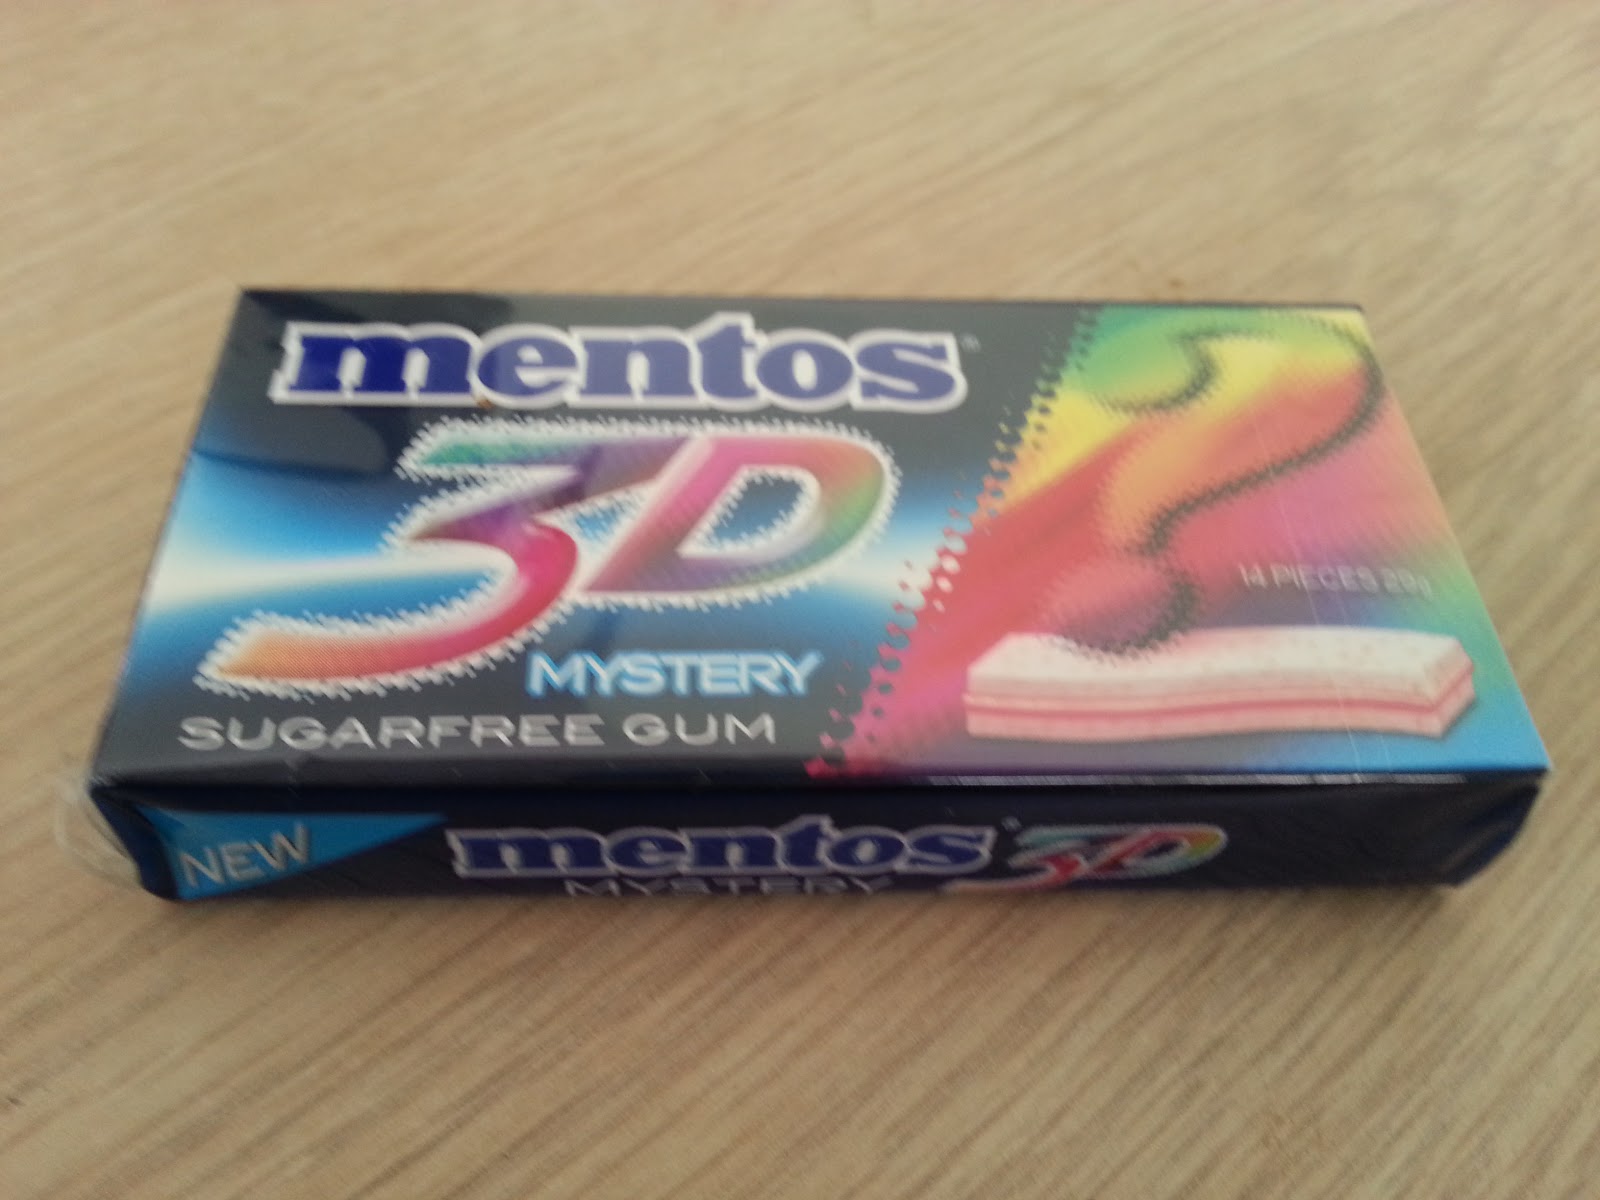 mentos
3D
MYSTERY
SUGARFREE GUM
14 PIECES
NEW
mentos 3D
MYSTERY